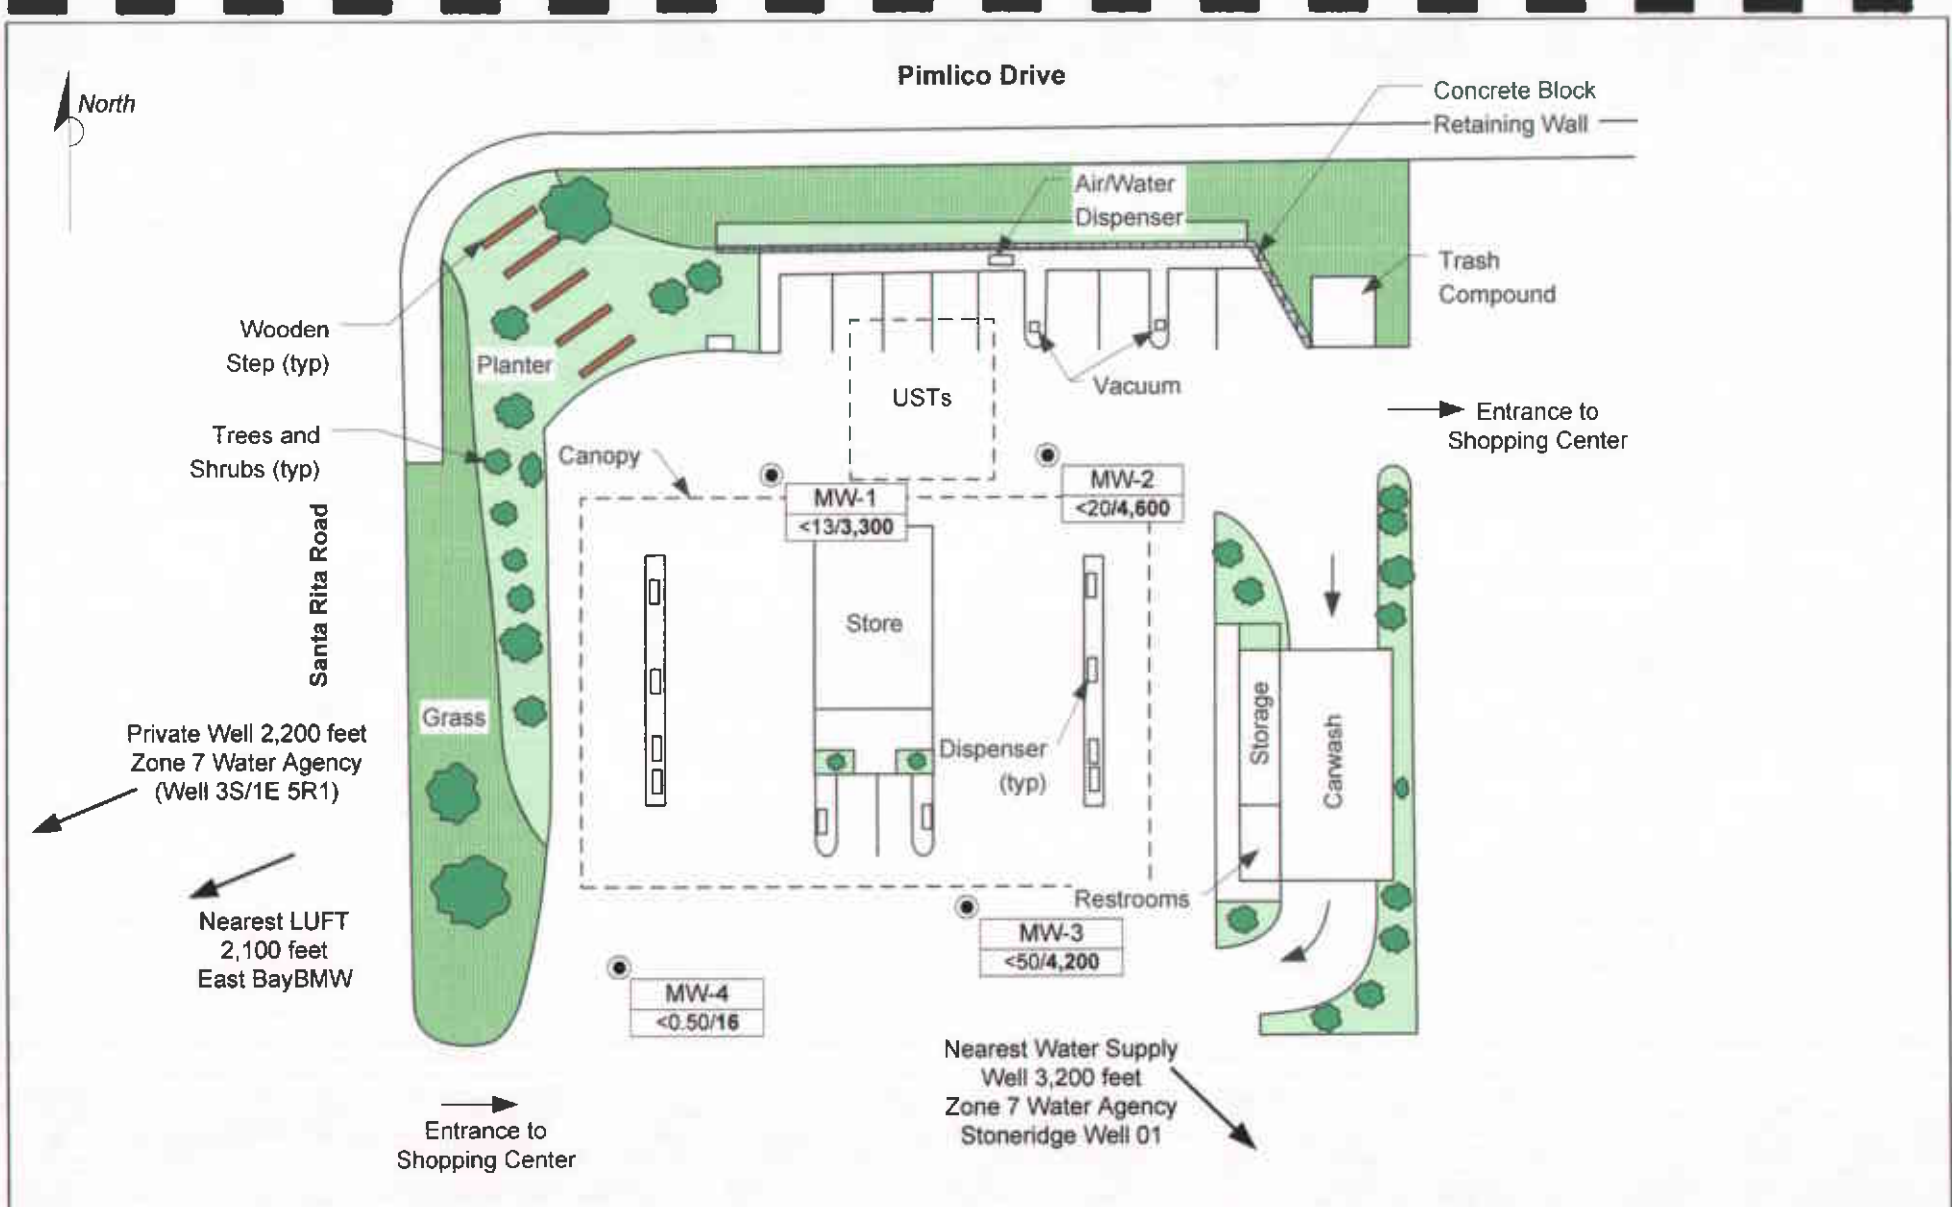 Pimlico Drive
North
Concrete Block
Retaining Wall
Air/Water
Dispenser
Trash
Compound
Wooden
Step (typ)
Planter
Vacuum
USTs
Entrance to
Shopping Center
Trees and
Shrubs (typ)
Canopy
MW-1
<13/3,300
MW-2
<20/4,600
Santa Rita Road
Store
Grass
Storage
Carwash
Dispenser
(typ)
Private Well 2,200 feet
Zone 7 Water Agency
(Well 3S/1E 5R1)
Restrooms
Nearest LUFT
2,100 feet
East BayBMW
MW-3
<50/4,200
MW-4
<0.50/16
Nearest Water Supply
Well 3,200 feet
Zone 7 Water Agency
Stoneridge Well 01
Entrance to
Shopping Center